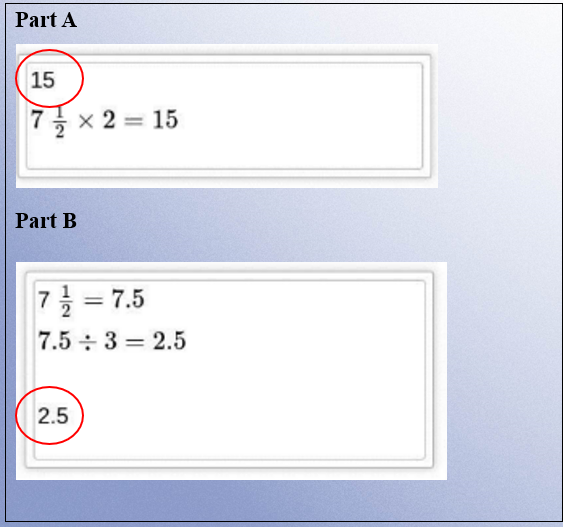 Part A
15
7 1/2 × 2 = 15
Part B
7 1/2 = 7.5
7.5 ÷ 3 = 2.5
2.5